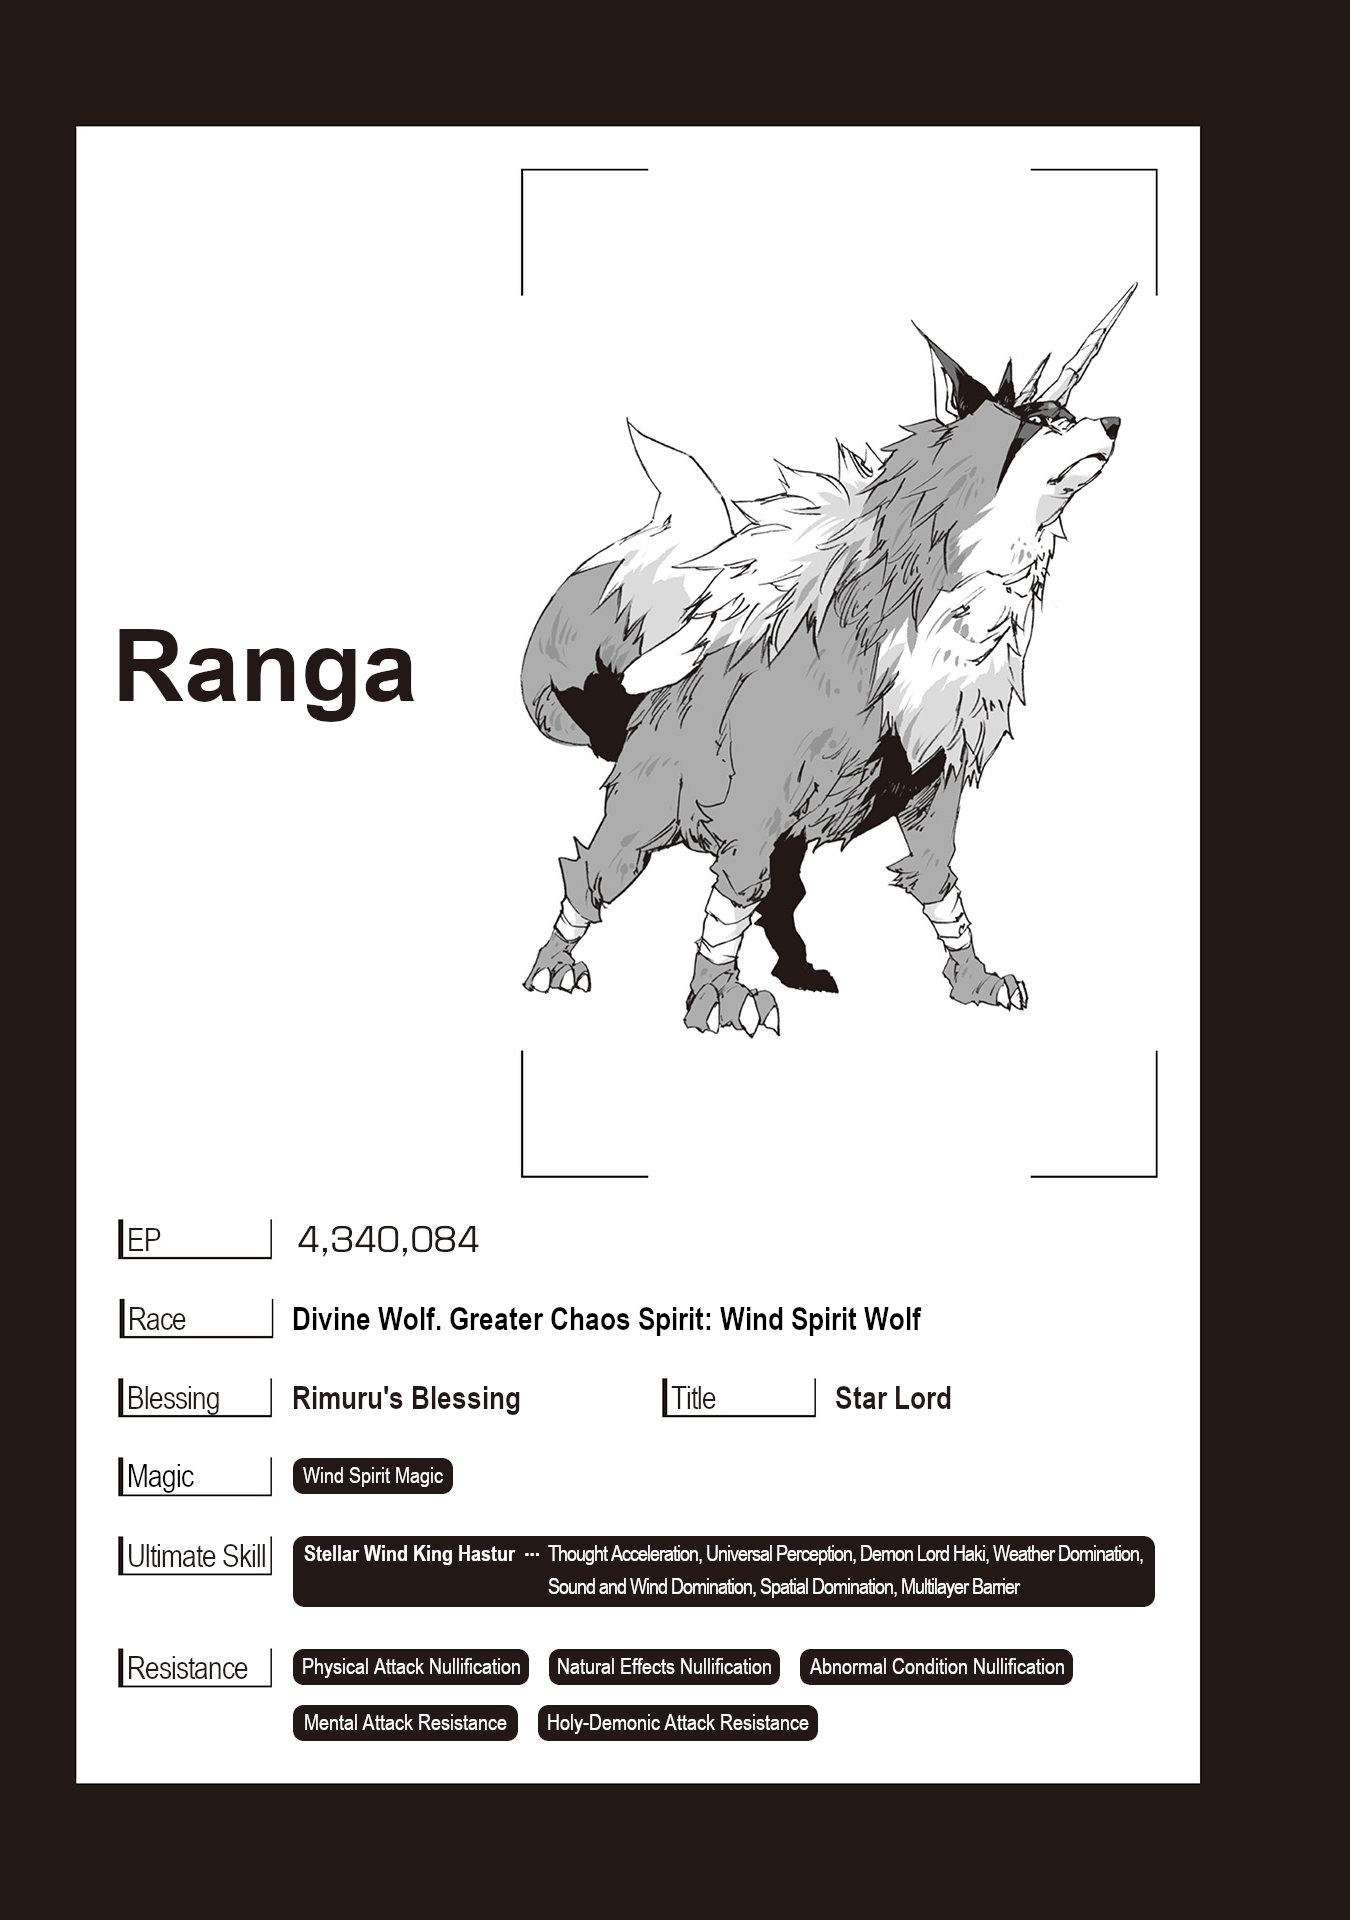 Ranga
EP 4,340,084
Race Divine Wolf. Greater Chaos Spirit: Wind Spirit Wolf
Blessing Rimuru's Blessing Title Star Lord
Magic Wind Spirit Magic
Ultimate Skill Stellar Wind King Hastur ··· Thought Acceleration, Universal Perception, Demon Lord Haki, Weather Domination,
Sound and Wind Domination, Spatial Domination, Multilayer Barrier
Resistance Physical Attack Nullification Natural Effects Nullification Abnormal Condition Nullification
Mental Attack Resistance Holy-Demonic Attack Resistance